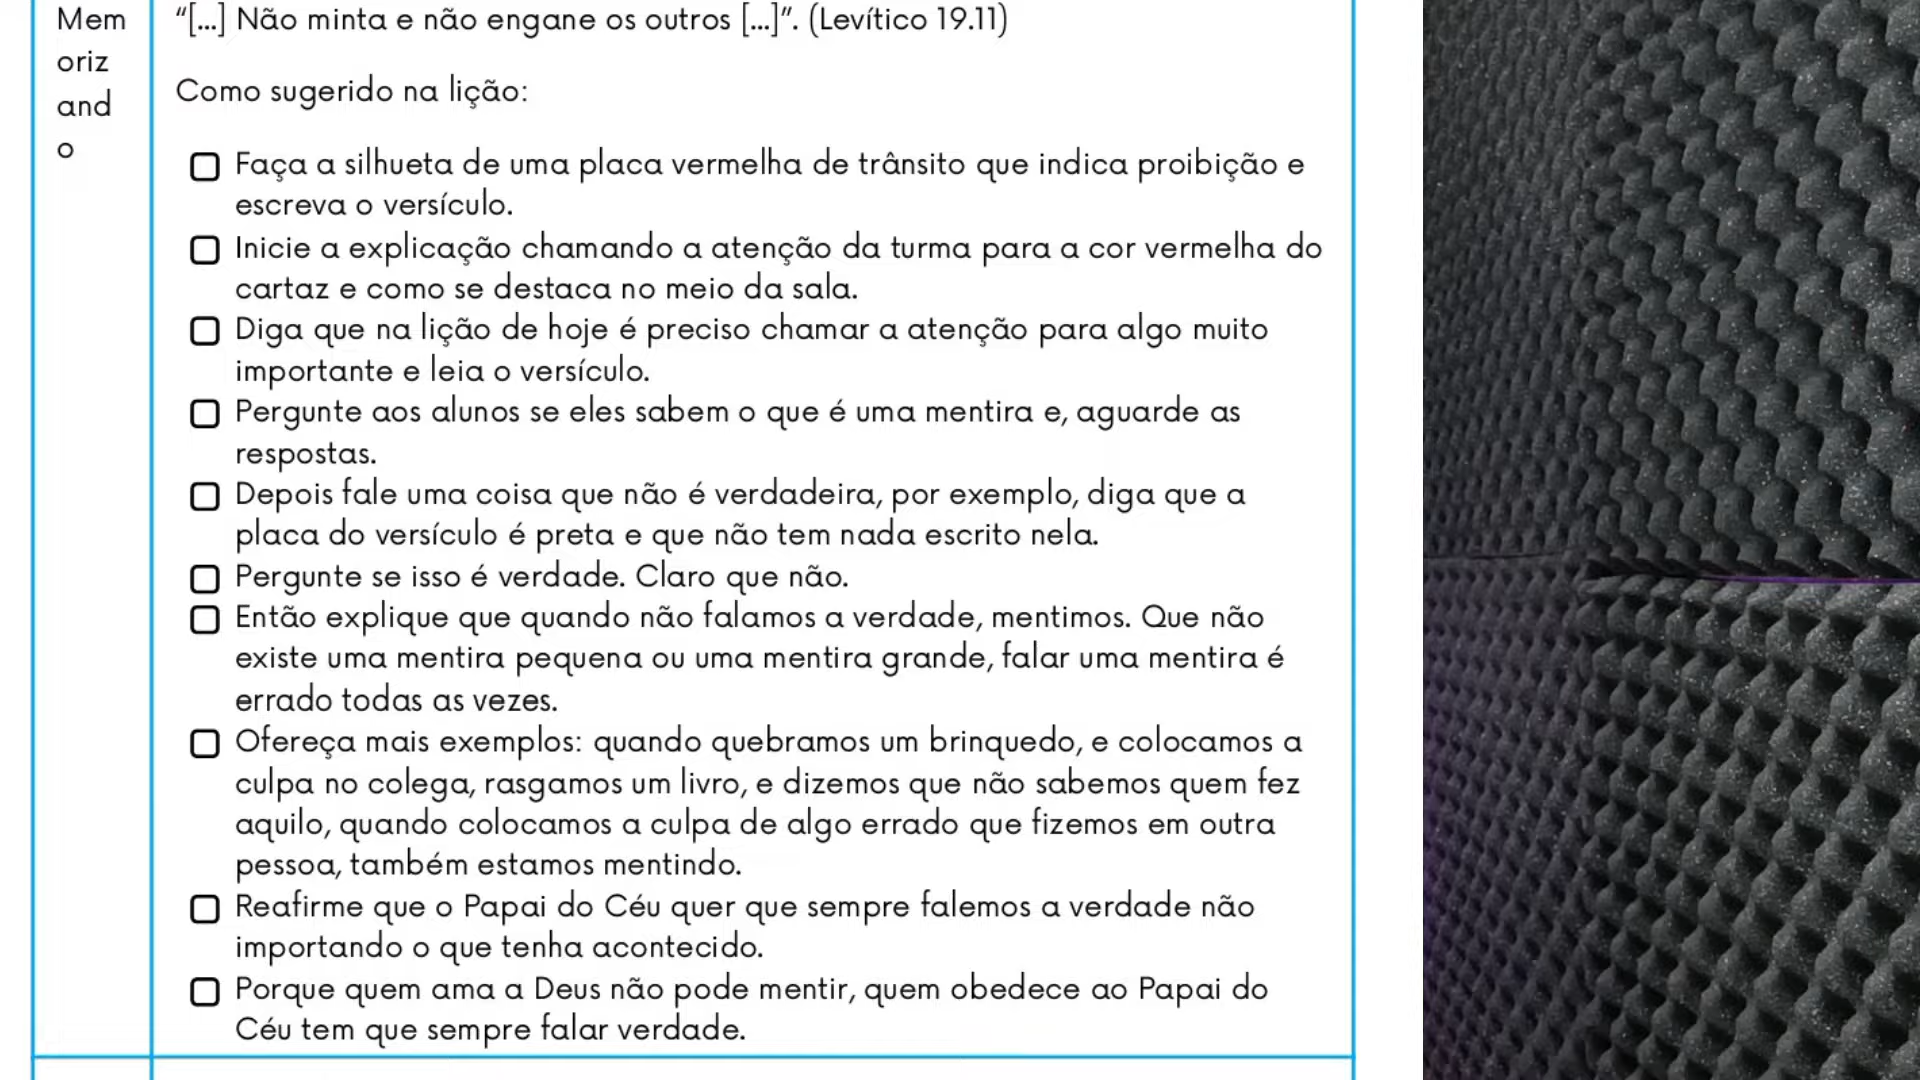 Mem
oriz
and
o
“[...] Não minta e não engane os outros [...]”. (Levítico 19.11)
Como sugerido na lição:
Faça a silhueta de uma placa vermelha de trânsito que indica proibição e
escreva o versículo.
Inicie a explicação chamando a atenção da turma para a cor vermelha do
cartaz e como se destaca no meio da sala.
Diga que na lição de hoje é preciso chamar a atenção para algo muito
importante e leia o versículo.
Pergunte aos alunos se eles sabem o que é uma mentira e, aguarde as
respostas.
Depois fale uma coisa que não é verdadeira, por exemplo, diga que a
placa do versículo é preta e que não tem nada escrito nela.
Pergunte se isso é verdade. Claro que não.
Então explique que quando não falamos a verdade, mentimos. Que não
existe uma mentira pequena ou uma mentira grande, falar uma mentira é
errado todas as vezes.
Ofereça mais exemplos: quando quebramos um brinquedo, e colocamos a
culpa no colega, rasgamos um livro, e dizemos que não sabemos quem fez
aquilo, quando colocamos a culpa de algo errado que fizemos em outra
pessoa, também estamos mentindo.
Reafirme que o Papai do Céu quer que sempre falemos a verdade não
importando o que tenha acontecido.
Porque quem ama a Deus não pode mentir, quem obedece ao Papai do
Céu tem que sempre falar verdade.